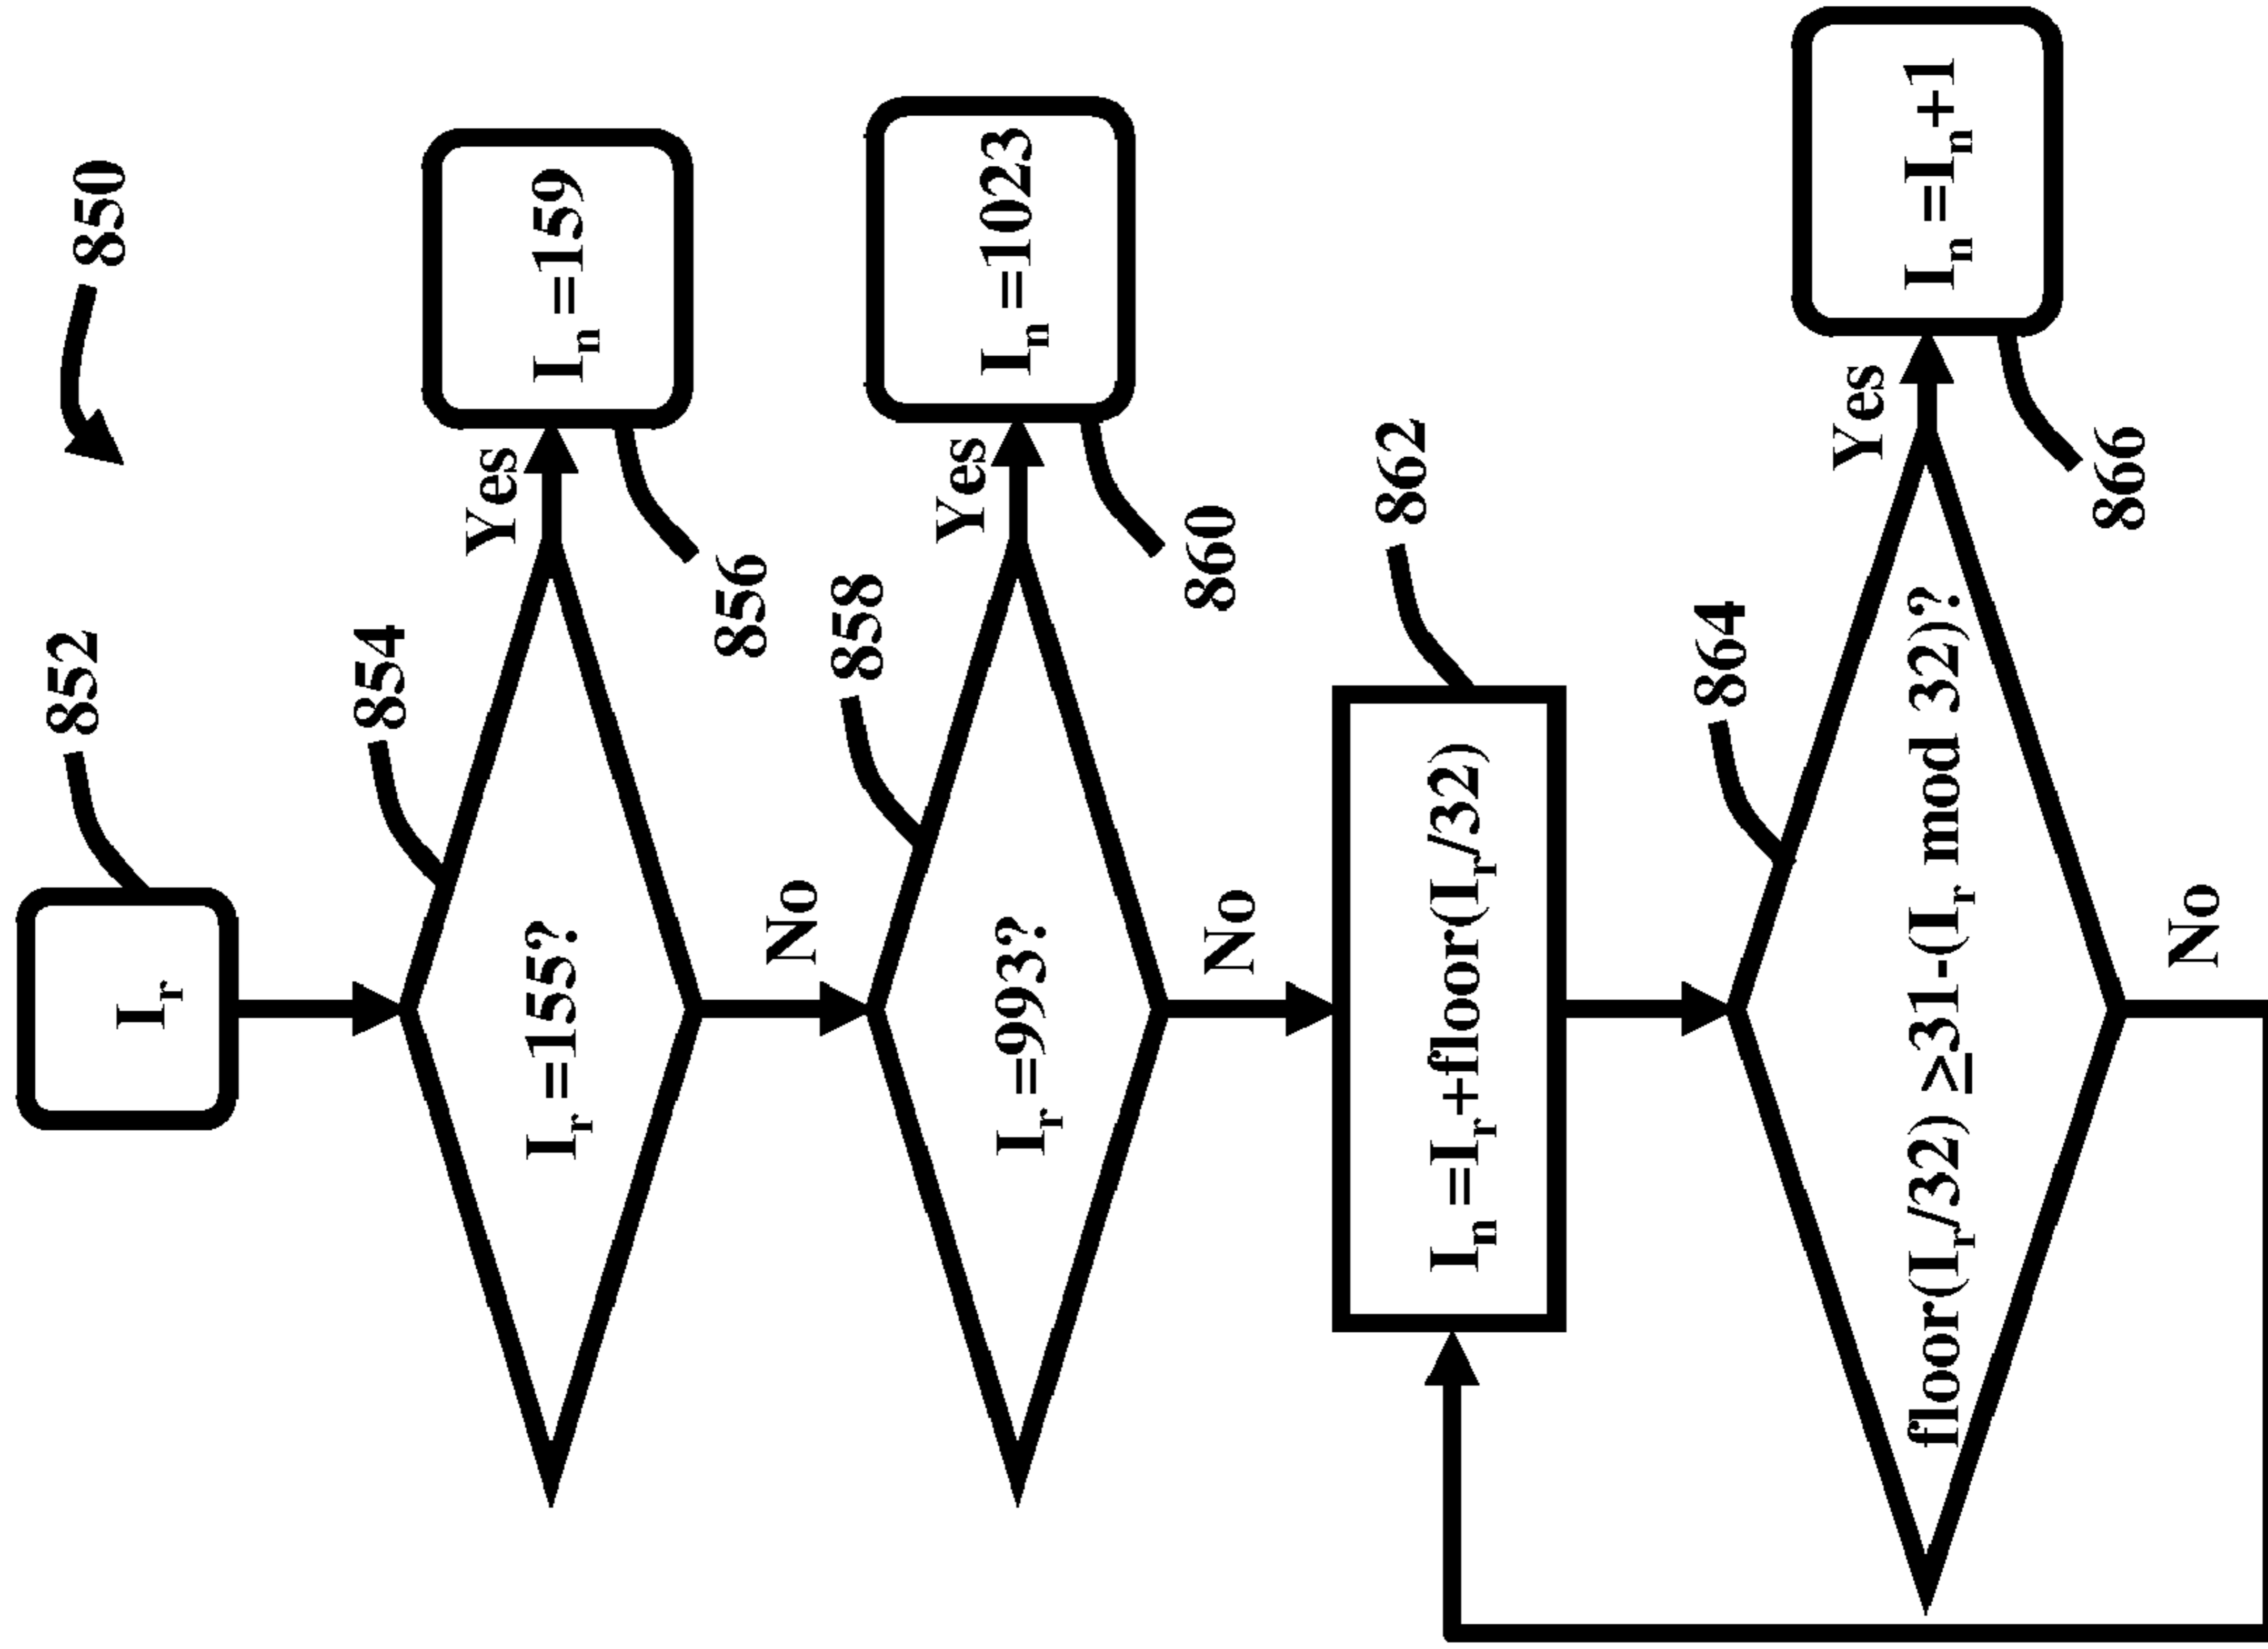 850
852
I_r
854
I_r=155?
Yes
I_n=159
856
No
858
I_r=993?
Yes
I_n=1023
860
No
862
I_n=I_r+floor(I_r/32)
864
floor(I_r/32) ≥31-(I_r mod 32)?
Yes
I_n=I_n+1
866
No